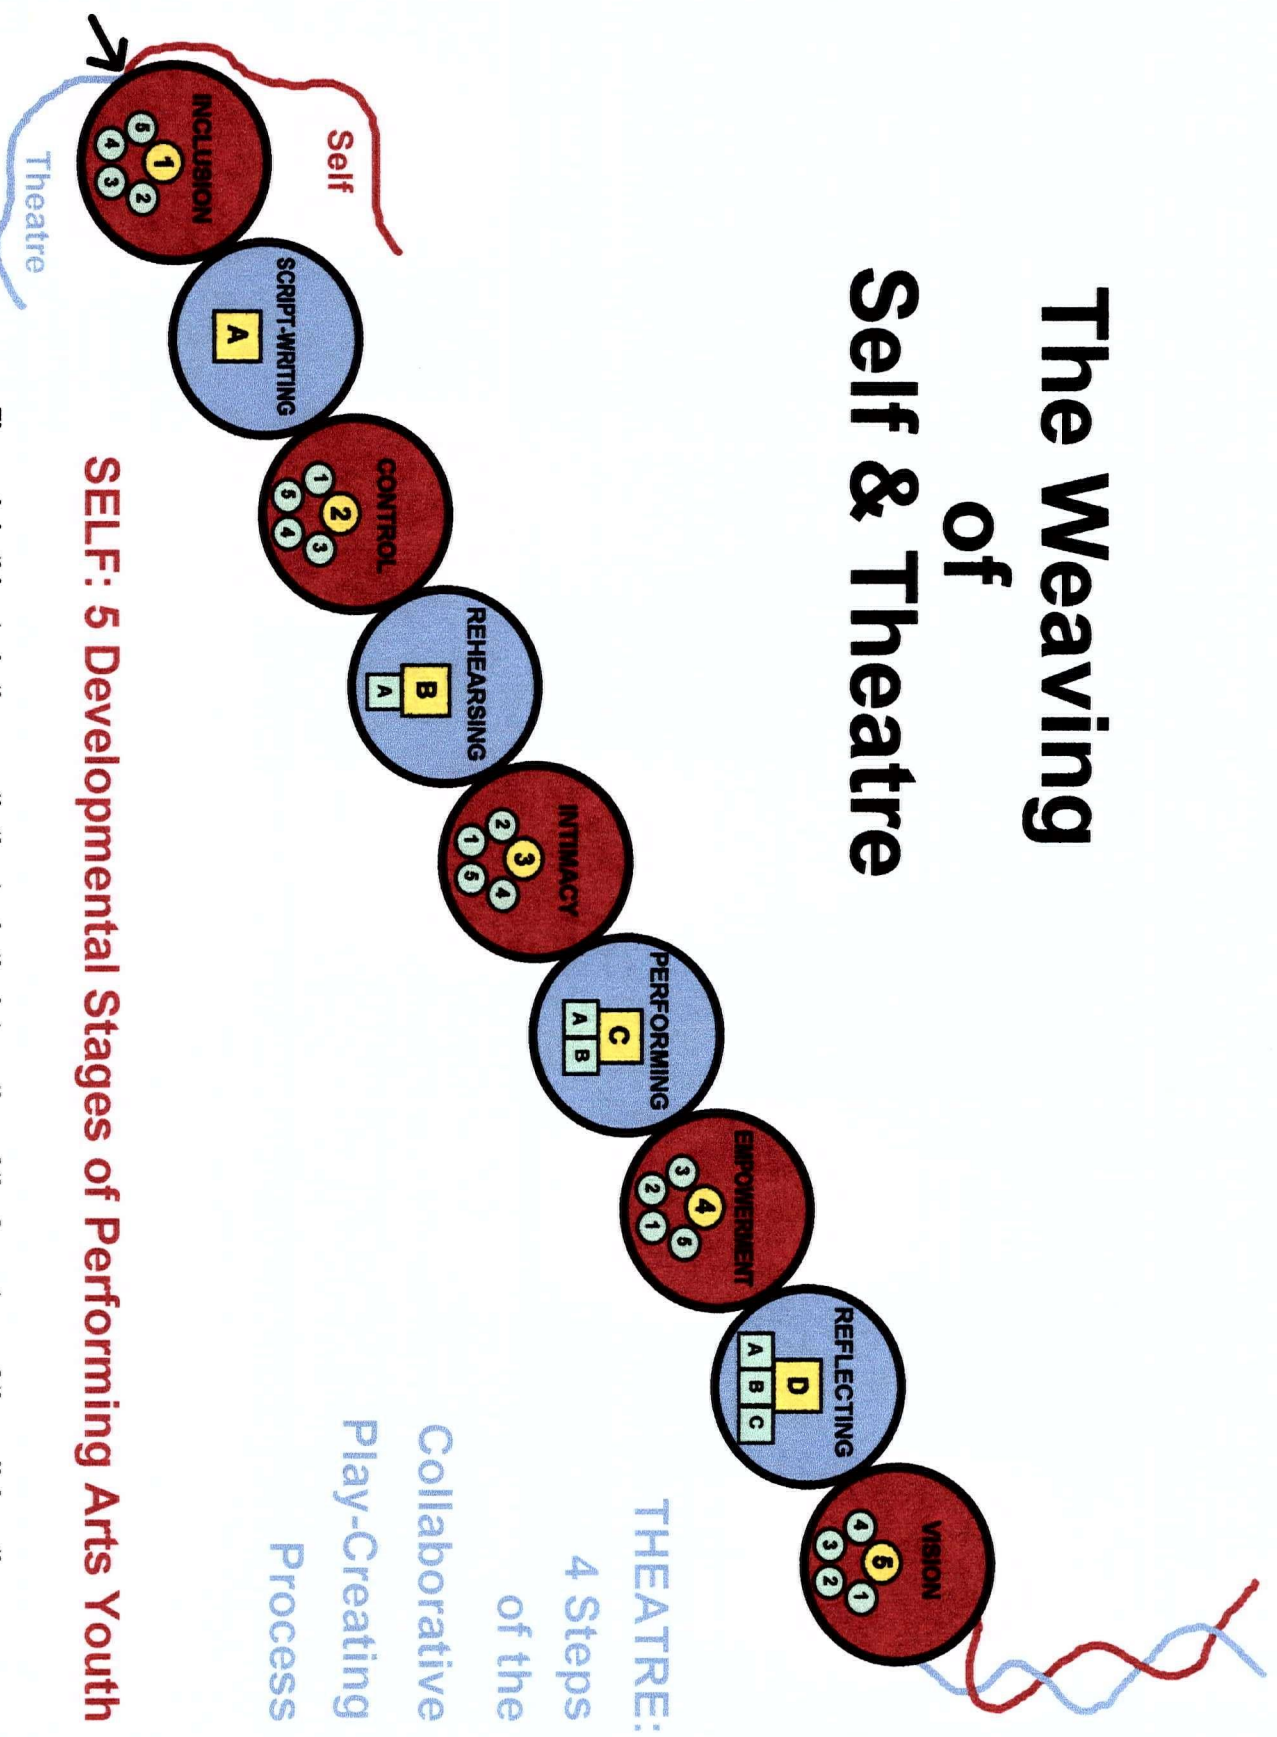 The Weaving
of
Self & Theatre
Self
Theatre
INCLUSION
1
5 2
4 3
SCRIPT-WRITING
A
CONTROL
2
1 3
5 4
REHEARSING
B
A
INTIMACY
3
2 4
1 5
PERFORMING
C
A B
EMPOWERMENT
4
3 5
2 1
REFLECTING
D
A B C
VISION
5
4 1
3 2
THEATRE:
4 Steps
of the
Collaborative
Play-Creating
Process
SELF: 5 Developmental Stages of Performing Arts Youth